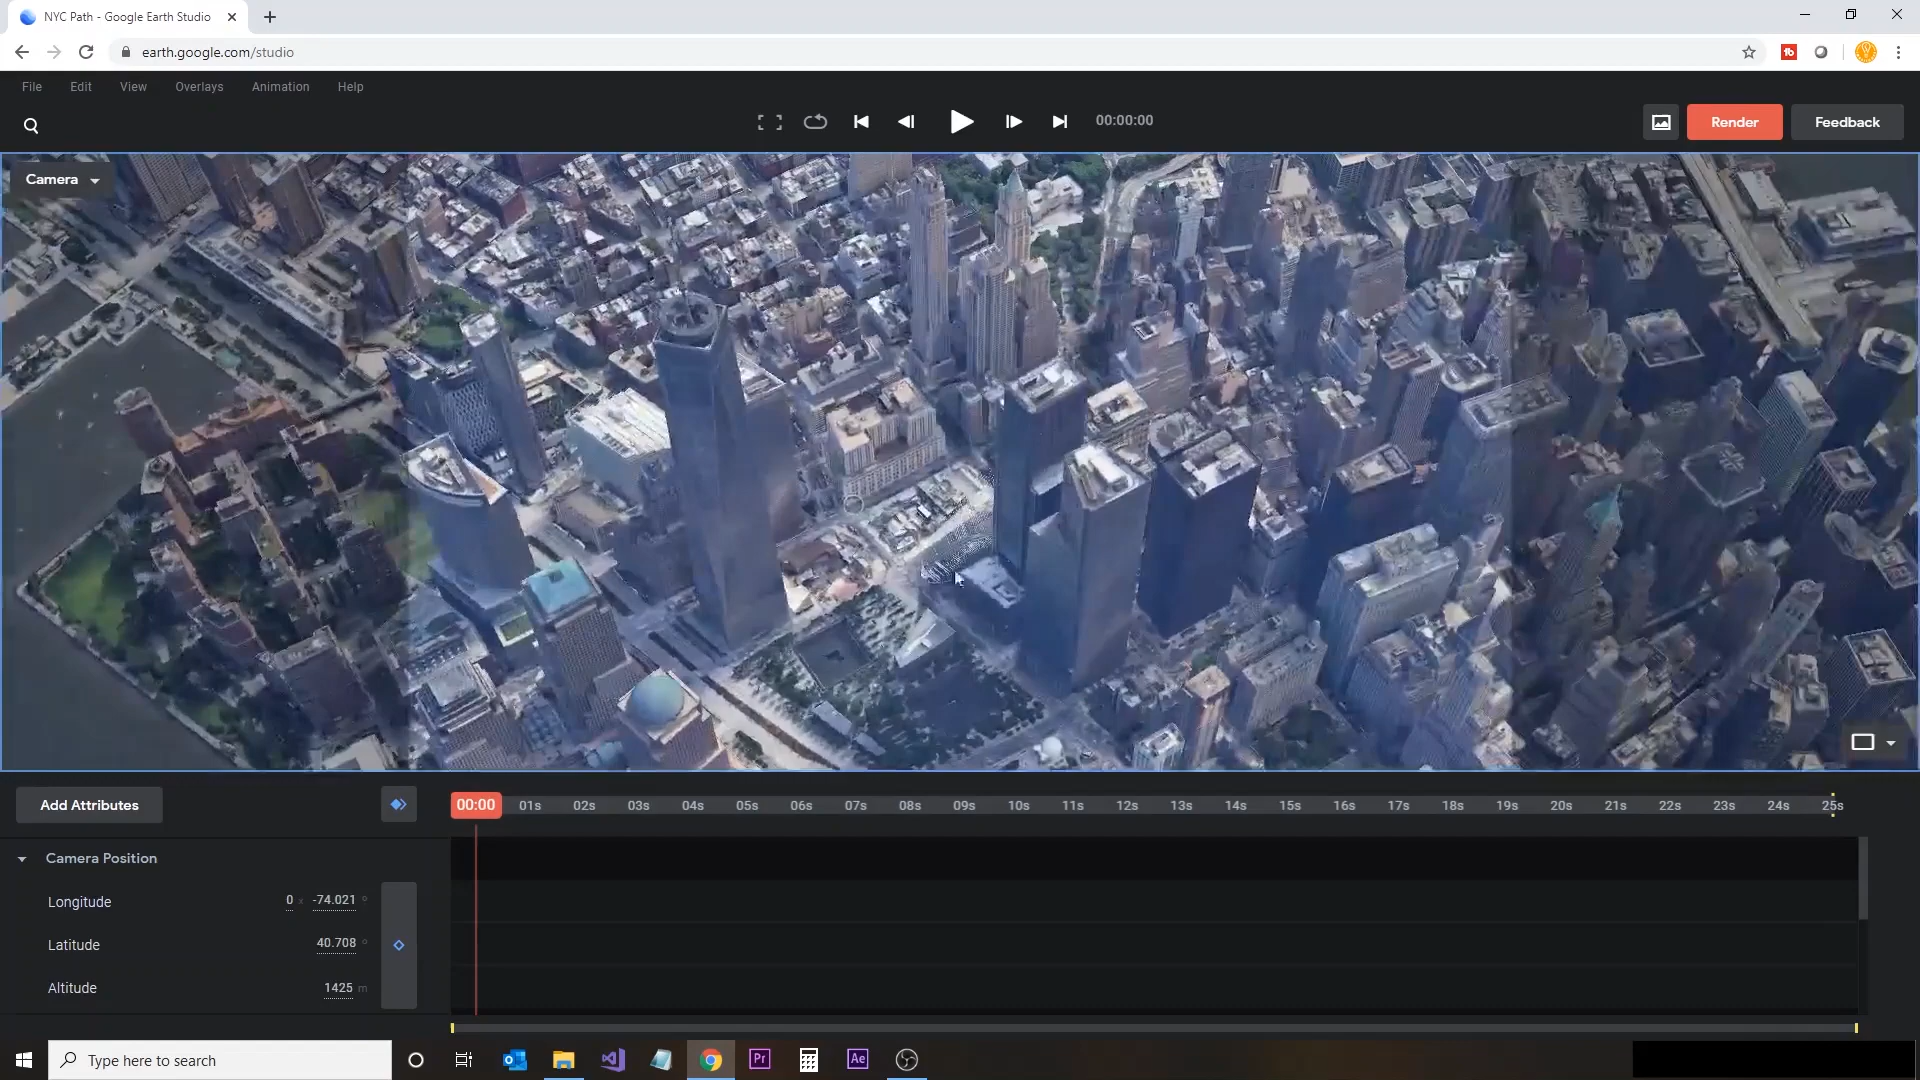 NYC Path - Google Earth Studio
earth.google.com/studio
File Edit View Overlays Animation Help
00:00:00
Render
Feedback
Camera
Add Attributes
00:00 01s 02s 03s 04s 05s 06s 07s 08s 09s 10s 11s 12s 13s 14s 15s 16s 17s 18s 19s 20s 21s 22s 23s 24s 25s
Camera Position
Longitude 0 x -74.021 °
Latitude 40.708 °
Altitude 1425 m
Type here to search
Pr
Ae